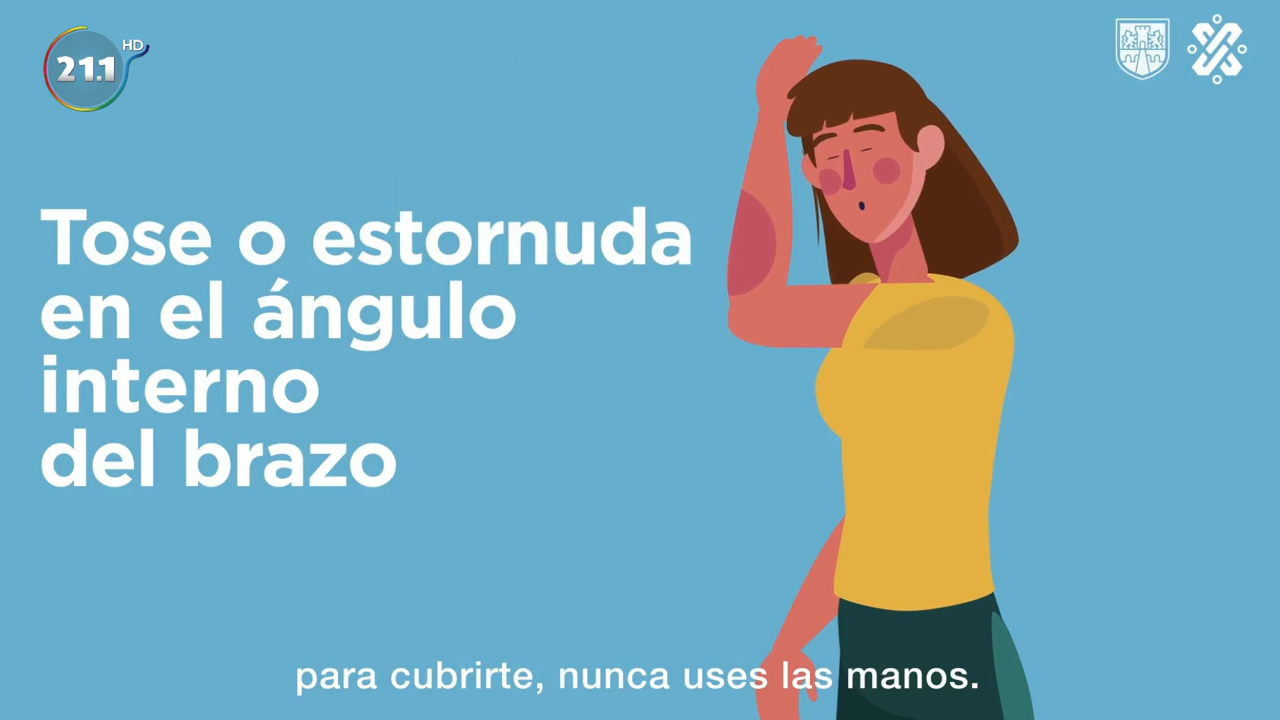 21.1
HD
Tose o estornuda
en el ángulo
interno
del brazo
para cubrirte, nunca uses las manos.